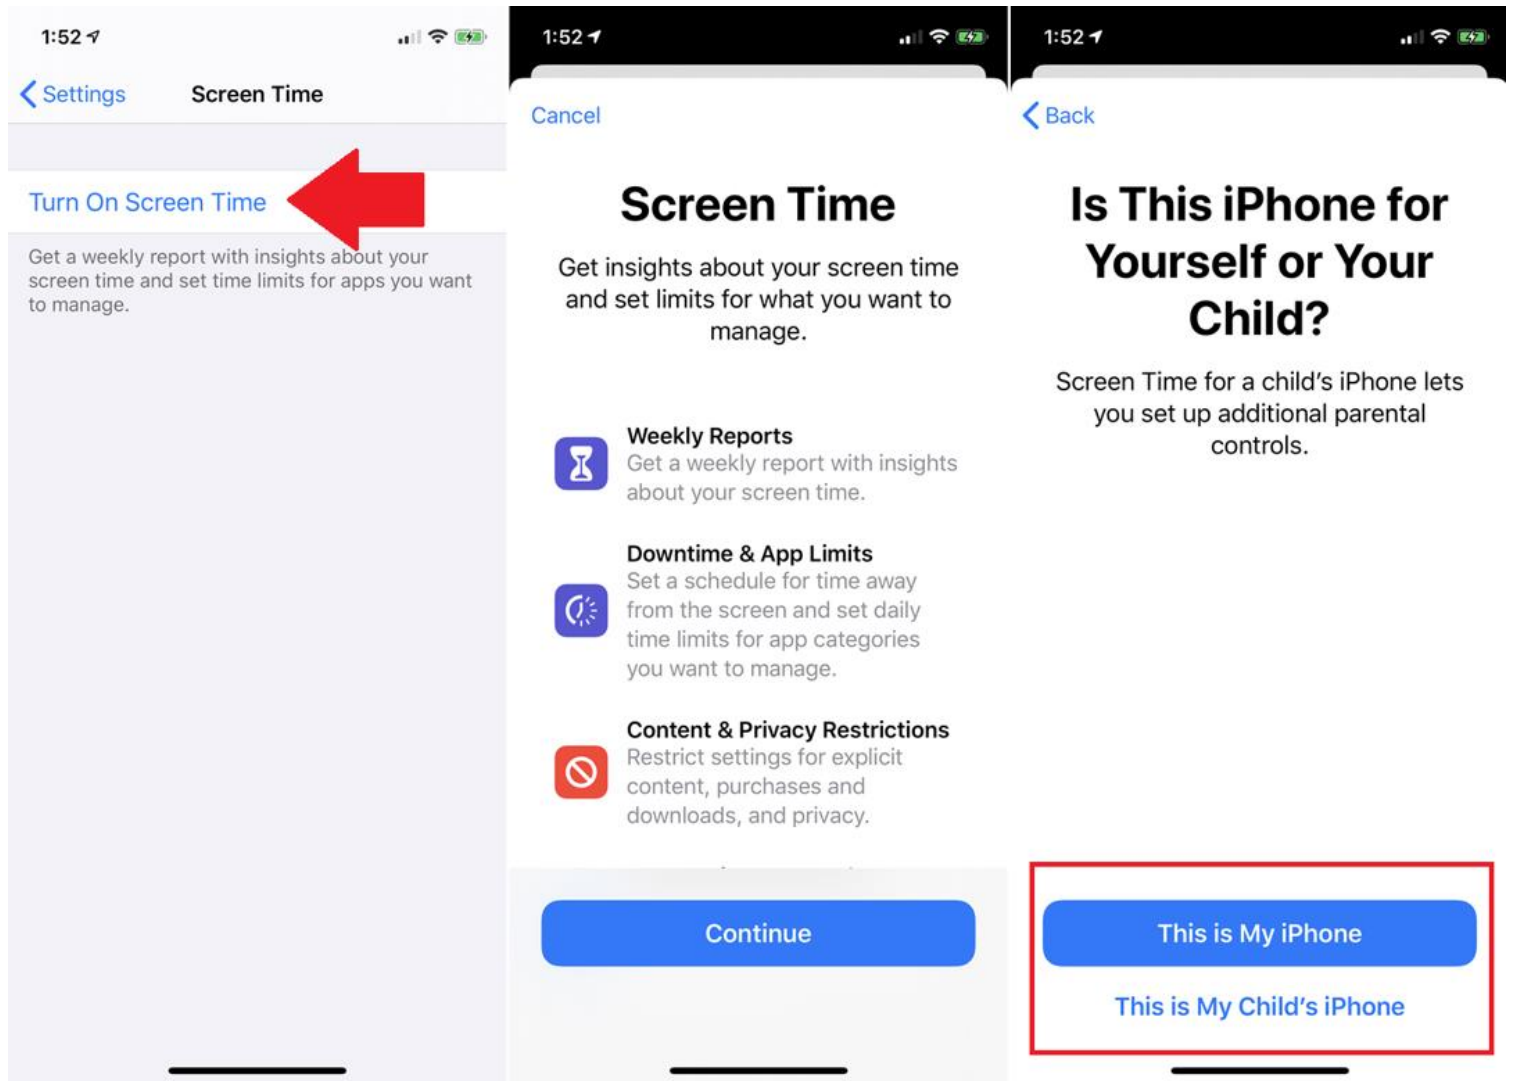 1:52
Settings
Screen Time
Turn On Screen Time
Get a weekly report with insights about your
screen time and set time limits for apps you want
to manage.
1:52
Cancel
Screen Time
Get insights about your screen time
and set limits for what you want to
manage.
Weekly Reports
Get a weekly report with insights
about your screen time.
Downtime & App Limits
Set a schedule for time away
from the screen and set daily
time limits for app categories
you want to manage.
Content & Privacy Restrictions
Restrict settings for explicit
content, purchases and
downloads, and privacy.
Continue
1:52
Back
Is This iPhone for
Yourself or Your
Child?
Screen Time for a child’s iPhone lets
you set up additional parental
controls.
This is My iPhone
This is My Child’s iPhone